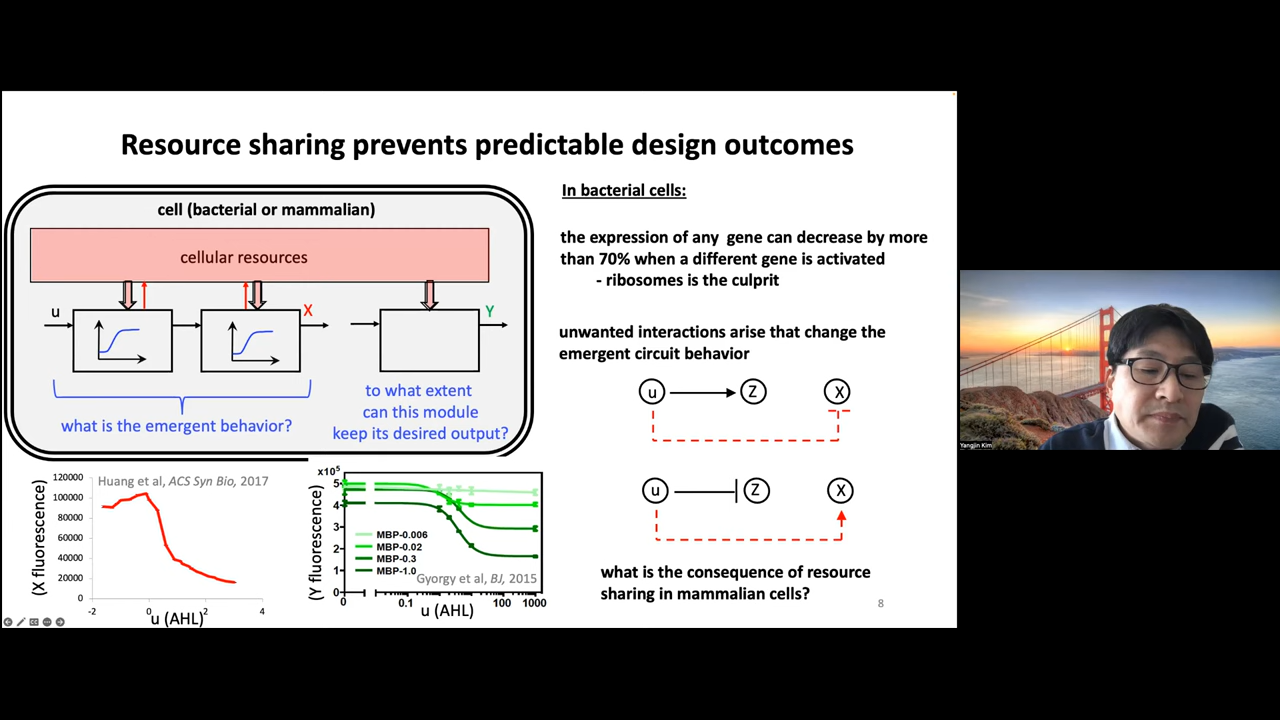 Resource sharing prevents predictable design outcomes
cell (bacterial or mammalian)
cellular resources
u
X
Y
what is the emergent behavior?
to what extent
can this module
keep its desired output?
In bacterial cells:
the expression of any gene can decrease by more
than 70% when a different gene is activated
- ribosomes is the culprit
unwanted interactions arise that change the
emergent circuit behavior
u
Z
X
u
Z
X
what is the consequence of resource
sharing in mammalian cells?
8
(X fluorescence)
Huang et al, ACS Syn Bio, 2017
120000
100000
80000
60000
40000
20000
0
-2
0
2
4
u (AHL)
(Y fluorescence)
x10⁵
5
4
3
2
1
0
MBP-0.006
MBP-0.02
MBP-0.3
MBP-1.0
Gyorgy et al, BJ, 2015
0
0.1
10
100
1000
u (AHL)
Yangjin Kim